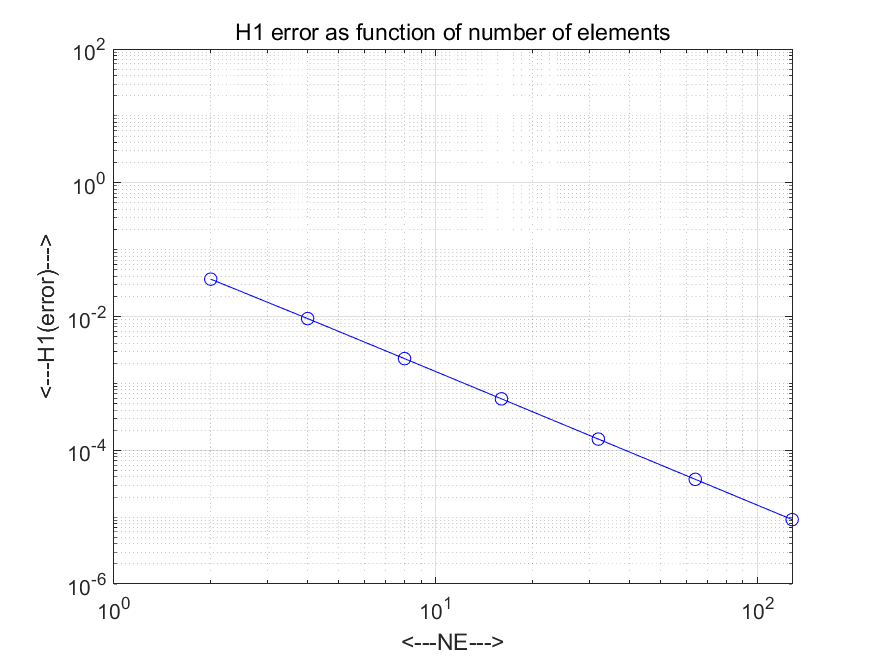 H1 error as function of number of elements
10^2
10^0
10^-2
10^-4
10^-6
<---H1(error)--->
10^0
10^1
10^2
<---NE--->